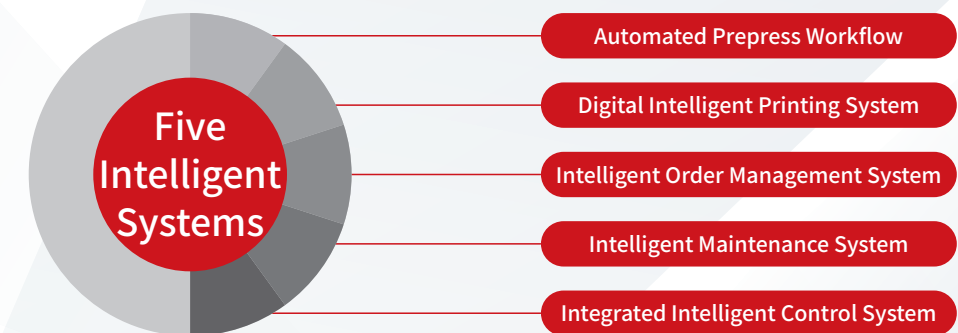 Five
Intelligent
Systems
Automated Prepress Workflow
Digital Intelligent Printing System
Intelligent Order Management System
Intelligent Maintenance System
Integrated Intelligent Control System